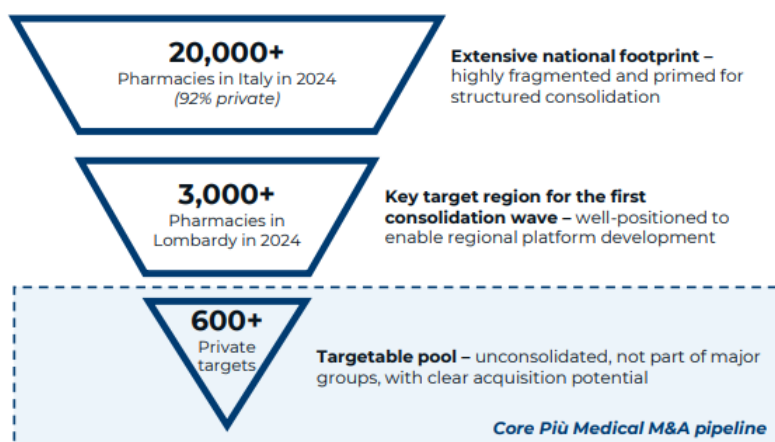 20,000+
Pharmacies in Italy in 2024
(92% private)
Extensive national footprint –
highly fragmented and primed for
structured consolidation
3,000+
Pharmacies in
Lombardy in 2024
Key target region for the first
consolidation wave – well-positioned to
enable regional platform development
600+
Private
targets
Targetable pool – unconsolidated, not part of major
groups, with clear acquisition potential
Core Più Medical M&A pipeline